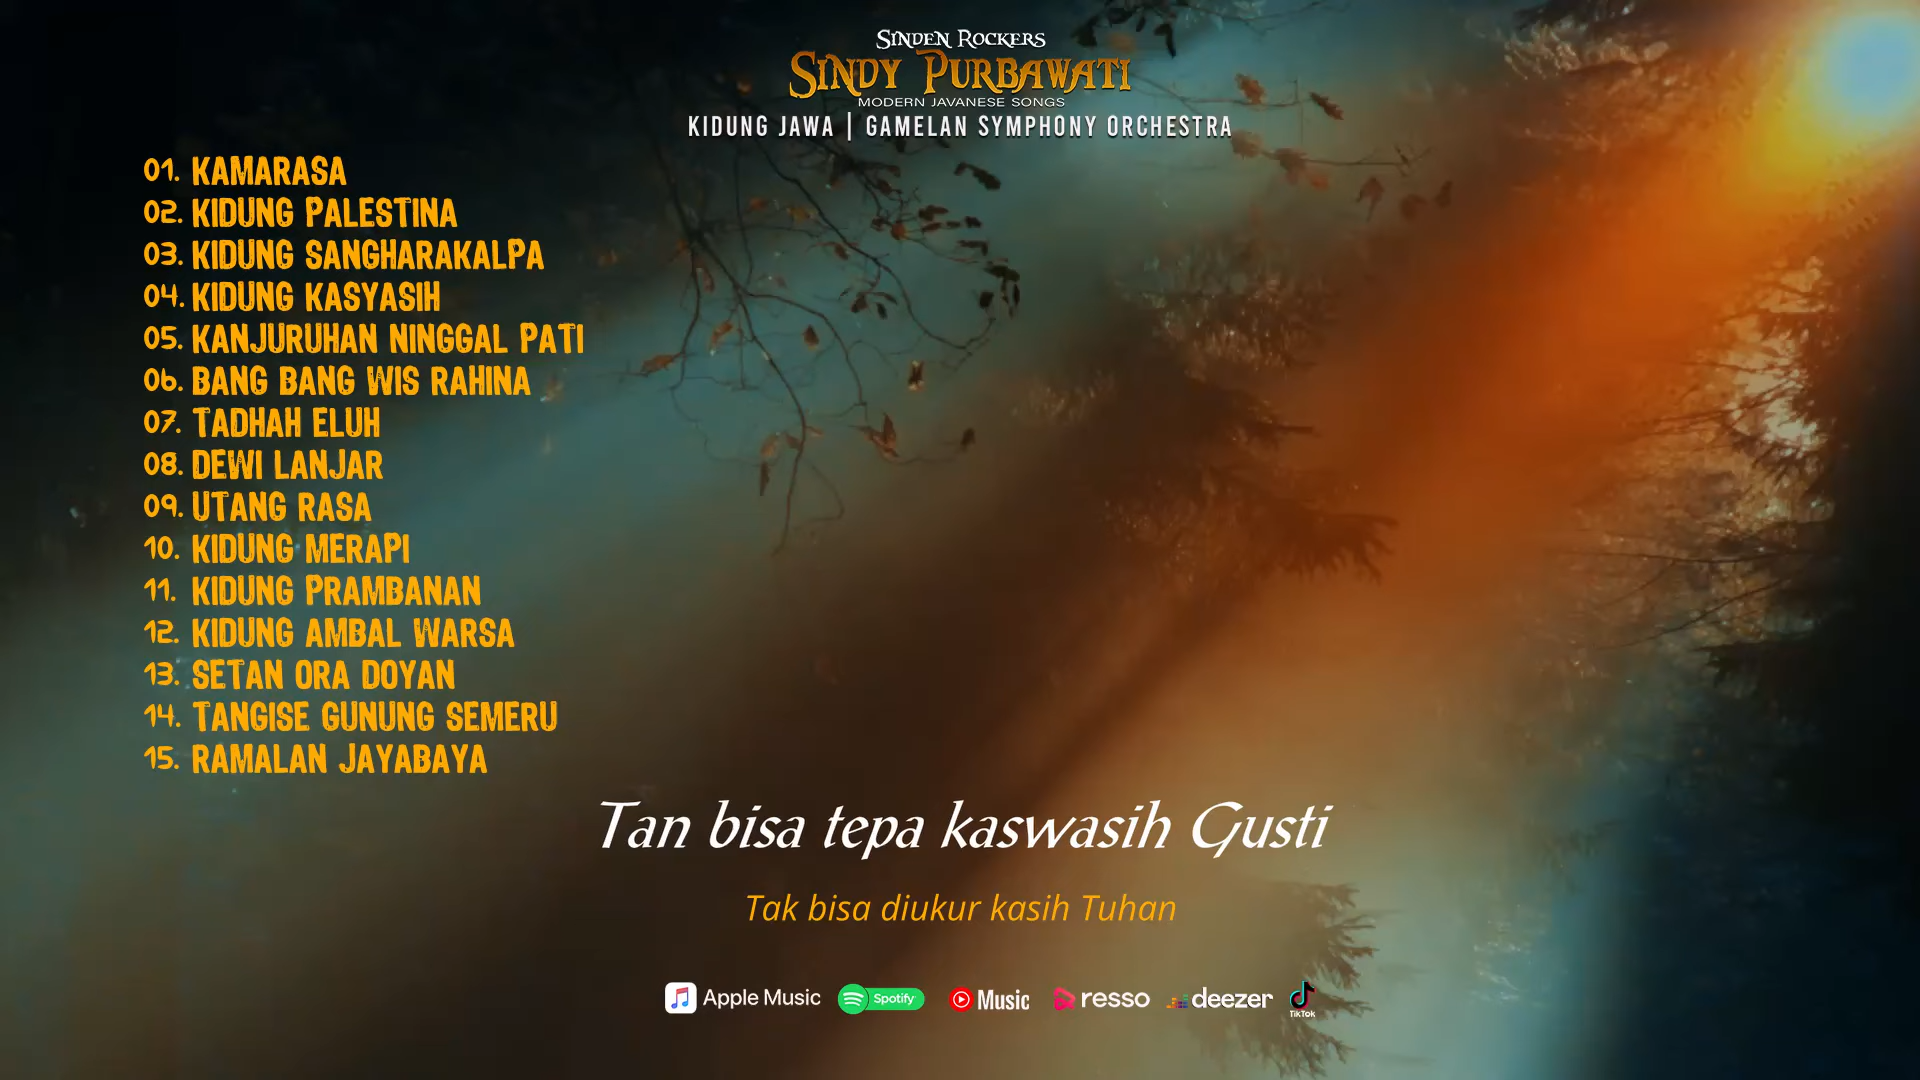 SINDEN ROCKERS
SINDY PURBAWATI
MODERN JAVANESE SONGS
KIDUNG JAWA | GAMELAN SYMPHONY ORCHESTRA
01. KAMARASA
02. KIDUNG PALESTINA
03. KIDUNG SANGHARAKALPA
04. KIDUNG KASYASIH
05. KANJURUHAN NINGGAL PATI
06. BANG BANG WIS RAHINA
07. TADHAH ELUH
08. DEWI LANJAR
09. UTANG RASA
10. KIDUNG MERAPI
11. KIDUNG PRAMBANAN
12. KIDUNG AMBAL WARSA
13. SETAN ORA DOYAN
14. TANGISE GUNUNG SEMERU
15. RAMALAN JAYABAYA
Tan bisa tepa kaswasih Gusti
Tak bisa diukur kasih Tuhan
Apple Music Spotify Music resso deezer TikTok